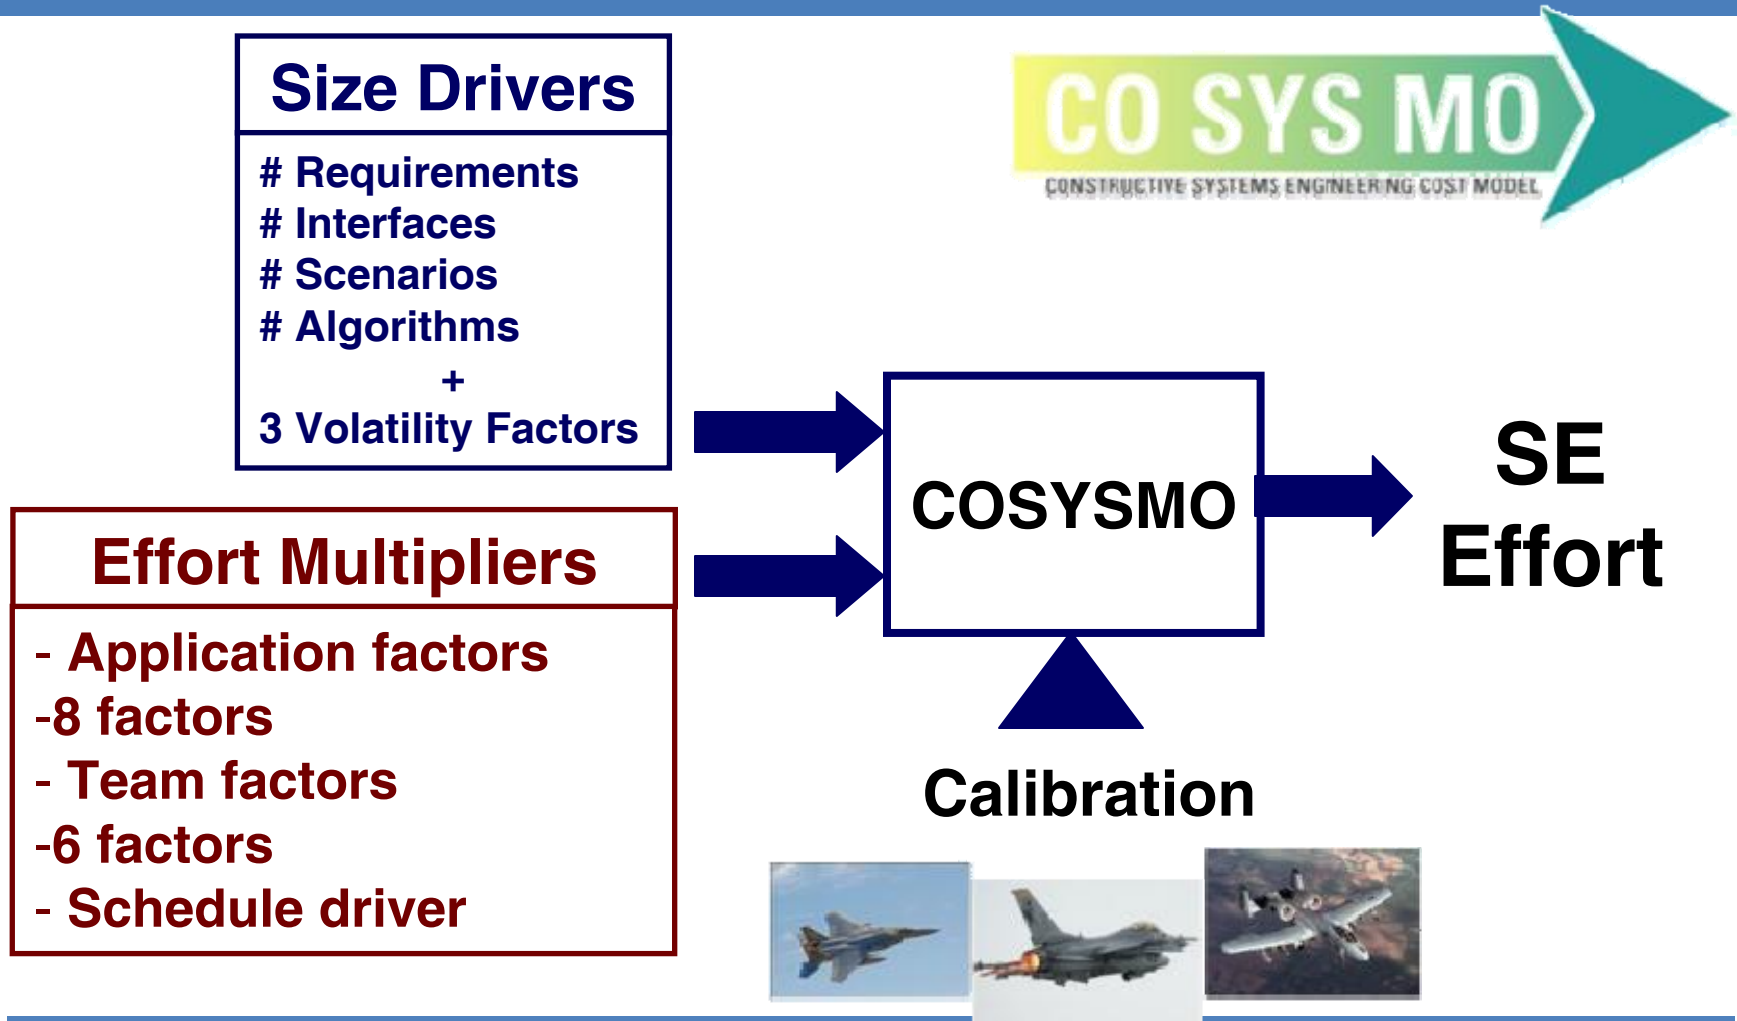 Size Drivers
# Requirements
# Interfaces
# Scenarios
# Algorithms
+
3 Volatility Factors
CO SYS MO
CONSTRUCTIVE SYSTEMS ENGINEERING COST MODEL
Effort Multipliers
- Application factors
-8 factors
- Team factors
-6 factors
- Schedule driver
COSYSMO
SE
Effort
Calibration